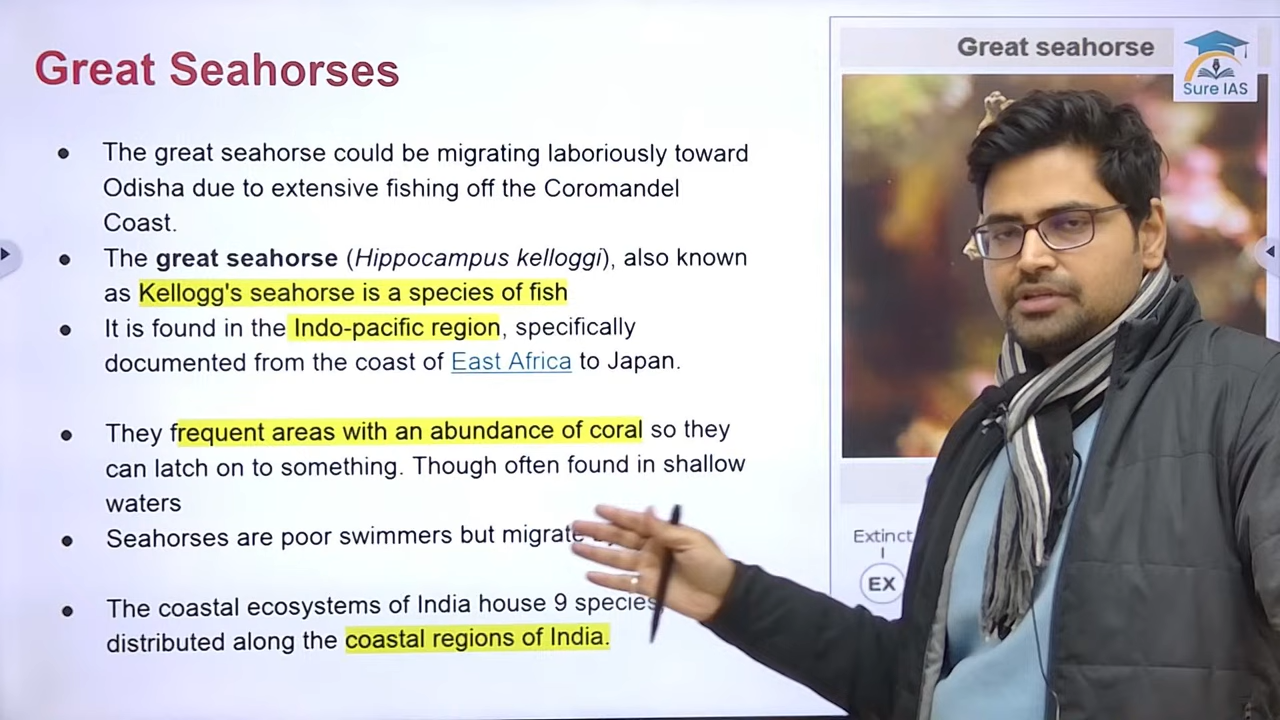 Great Seahorses
The great seahorse could be migrating laboriously toward
Odisha due to extensive fishing off the Coromandel
Coast.
The great seahorse (Hippocampus kelloggi), also known
as Kellogg's seahorse is a species of fish
It is found in the Indo-pacific region, specifically
documented from the coast of East Africa to Japan.
They frequent areas with an abundance of coral so they
can latch on to something. Though often found in shallow
waters
Seahorses are poor swimmers but migrate
The coastal ecosystems of India house 9 species
distributed along the coastal regions of India.
Great seahorse
Sure IAS
Extinct
EX